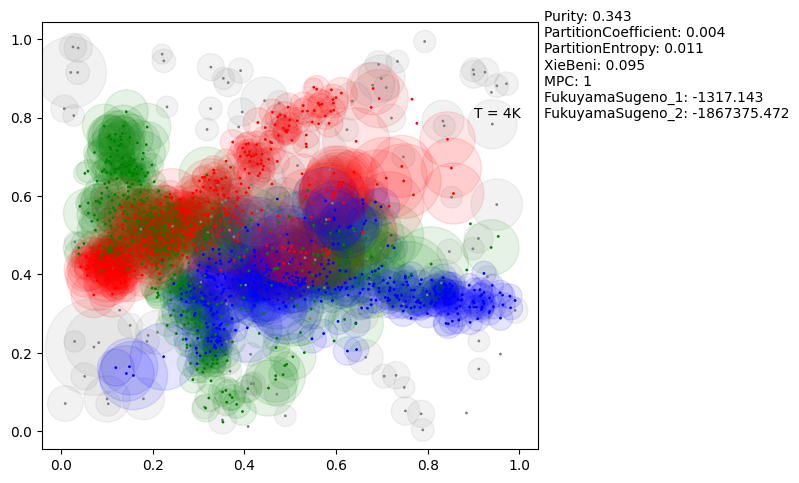 Purity: 0.343
PartitionCoefficient: 0.004
PartitionEntropy: 0.011
XieBeni: 0.095
MPC: 1
FukuyamaSugeno_1: -1317.143
FukuyamaSugeno_2: -1867375.472
T = 4K
1.0
0.8
0.6
0.4
0.2
0.0
0.0 0.2 0.4 0.6 0.8 1.0